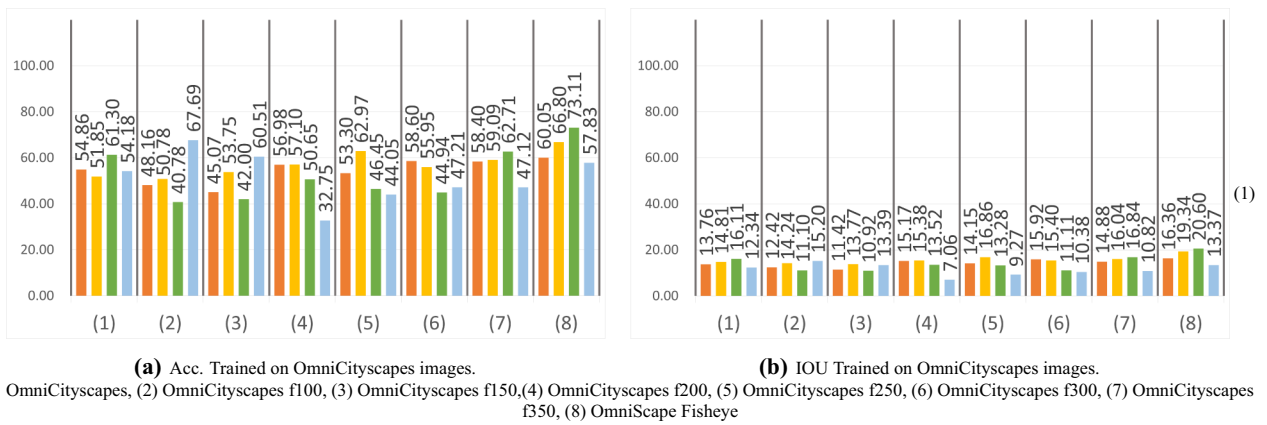 100.00
80.00
60.00
40.00
20.00
0.00
54.86 51.85 61.30 54.18
48.16 50.78 40.78 67.69
45.07 53.75 42.00 60.51
56.98 57.10 50.65 32.75
53.30 62.97 46.45 44.05
58.60 55.95 44.94 47.21
58.40 59.09 62.71 47.12
60.05 66.80 73.11 57.83
(1) (2) (3) (4) (5) (6) (7) (8)
100.00
80.00
60.00
40.00
20.00
0.00
13.76 14.81 16.11 12.34
12.42 14.24 11.10 15.20
11.42 13.77 10.92 13.39
15.17 15.38 13.52 7.06
14.15 16.86 13.28 9.27
15.92 15.40 11.11 10.38
14.88 16.04 16.84 10.82
16.36 19.34 20.60 13.37
(1) (2) (3) (4) (5) (6) (7) (8)
(1)
(a) Acc. Trained on OmniCityscapes images.
(b) IOU Trained on OmniCityscapes images.
OmniCityscapes, (2) OmniCityscapes f100, (3) OmniCityscapes f150,(4) OmniCityscapes f200, (5) OmniCityscapes f250, (6) OmniCityscapes f300, (7) OmniCityscapes
f350, (8) OmniScape Fisheye